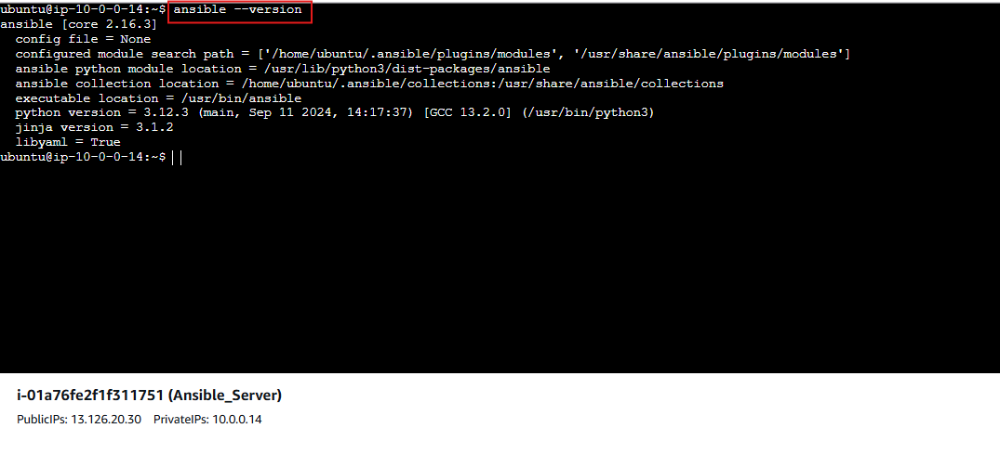 ubuntu@ip-10-0-0-14:~$ ansible --version
ansible [core 2.16.3]
  config file = None
  configured module search path = ['/home/ubuntu/.ansible/plugins/modules', '/usr/share/ansible/plugins/modules']
  ansible python module location = /usr/lib/python3/dist-packages/ansible
  ansible collection location = /home/ubuntu/.ansible/collections:/usr/share/ansible/collections
  executable location = /usr/bin/ansible
  python version = 3.12.3 (main, Sep 11 2024, 14:17:37) [GCC 13.2.0] (/usr/bin/python3)
  jinja version = 3.1.2
  libyaml = True
ubuntu@ip-10-0-0-14:~$
i-01a76fe2f1f311751 (Ansible_Server)
PublicIPs: 13.126.20.30 PrivateIPs: 10.0.0.14